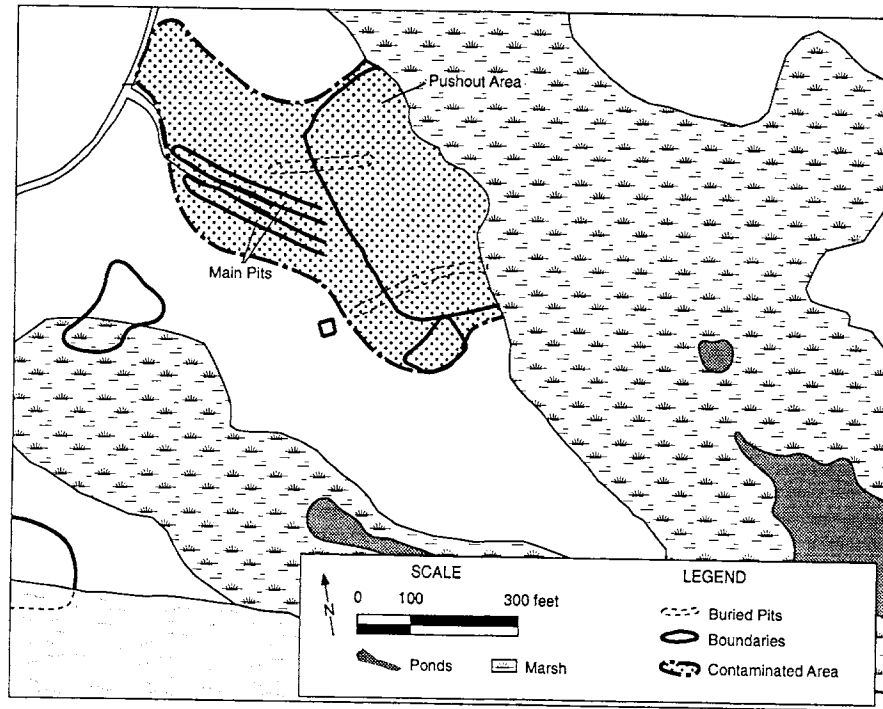 Pushout Area
Main Pits
SCALE
0 100 300 feet
N
Ponds
Marsh
LEGEND
Buried Pits
Boundaries
Contaminated Area